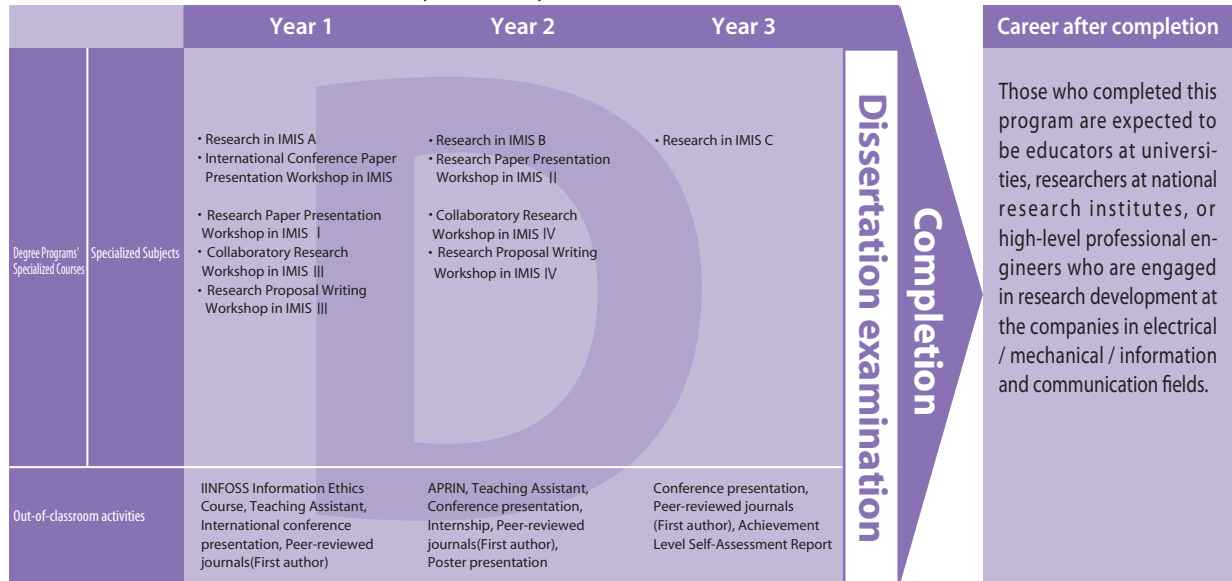 Year 1
Year 2
Year 3
Career after completion
Degree Programs'
Specialized Courses
Specialized Subjects
• Research in IMIS A
• International Conference Paper
Presentation Workshop in IMIS
• Research Paper Presentation
Workshop in IMIS Ⅰ
• Collaboratory Research
Workshop in IMIS Ⅲ
• Research Proposal Writing
Workshop in IMIS Ⅲ
• Research in IMIS B
• Research Paper Presentation
Workshop in IMIS Ⅱ
• Collaboratory Research
Workshop in IMIS Ⅳ
• Research Proposal Writing
Workshop in IMIS Ⅳ
• Research in IMIS C
D
Out-of-classroom activities
IINFOSS Information Ethics
Course, Teaching Assistant,
International conference
presentation, Peer-reviewed
journals(First author)
APRIN, Teaching Assistant,
Conference presentation,
Internship, Peer-reviewed
journals(First author),
Poster presentation
Conference presentation,
Peer-reviewed journals
(First author), Achievement
Level Self-Assessment Report
Dissertation examination
Completion
Those who completed this
program are expected to
be educators at universi-
ties, researchers at national
research institutes, or
high-level professional en-
gineers who are engaged
in research development at
the companies in electrical
/ mechanical / information
and communication fields.